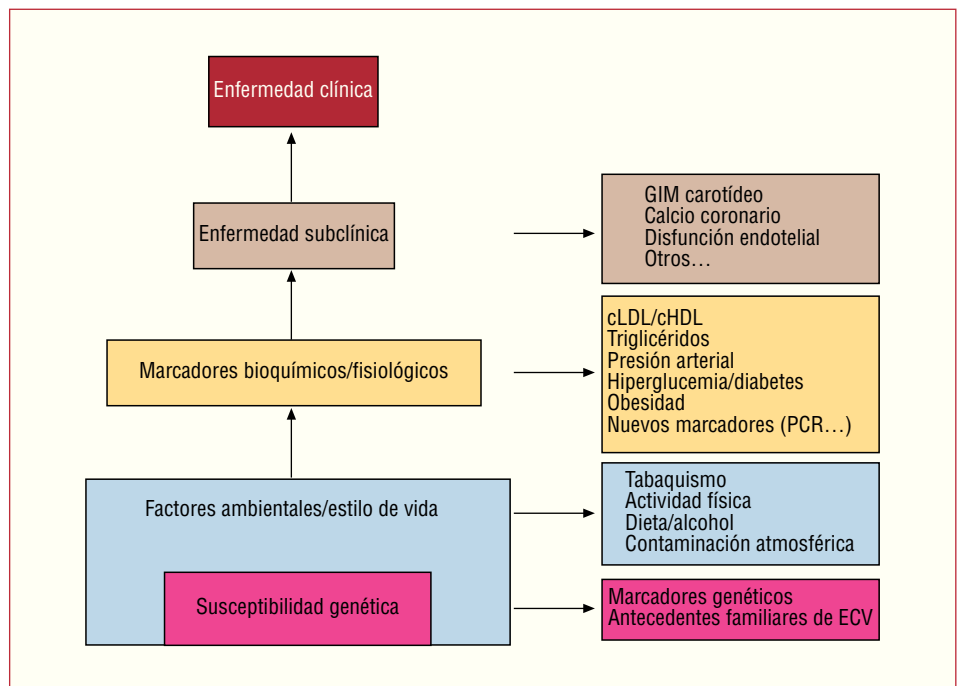 Enfermedad clínica
Enfermedad subclínica
GIM carotídeo
Calcio coronario
Disfunción endotelial
Otros…
Marcadores bioquímicos/fisiológicos
cLDL/cHDL
Triglicéridos
Presión arterial
Hiperglucemia/diabetes
Obesidad
Nuevos marcadores (PCR…)
Factores ambientales/estilo de vida
Tabaquismo
Actividad física
Dieta/alcohol
Contaminación atmosférica
Susceptibilidad genética
Marcadores genéticos
Antecedentes familiares de ECV